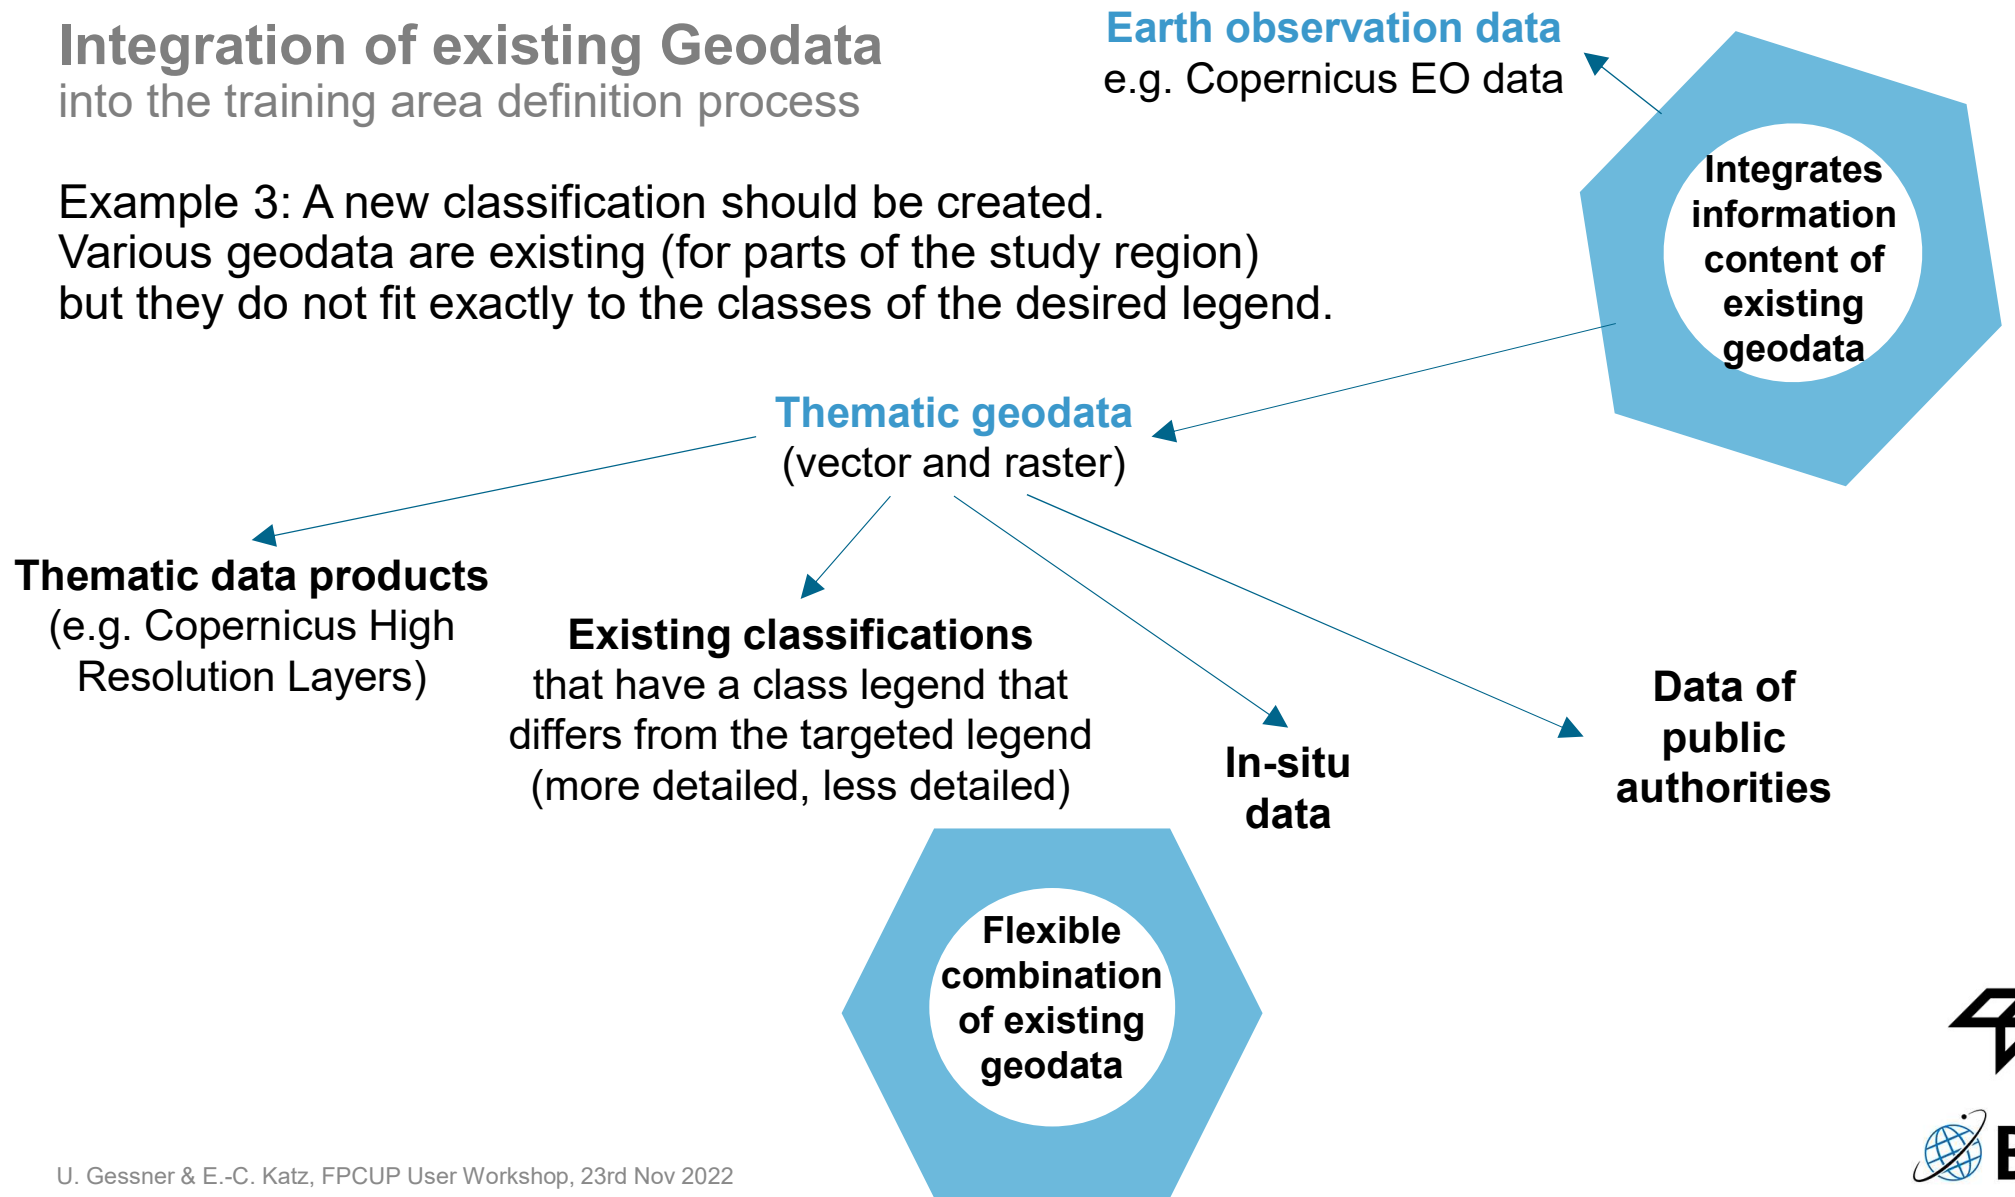 Integration of existing Geodata
into the training area definition process
Earth observation data
e.g. Copernicus EO data
Integrates
information
content of
existing
geodata
Example 3: A new classification should be created.
Various geodata are existing (for parts of the study region)
but they do not fit exactly to the classes of the desired legend.
Thematic geodata
(vector and raster)
Thematic data products
(e.g. Copernicus High
Resolution Layers)
Existing classifications
that have a class legend that
differs from the targeted legend
(more detailed, less detailed)
In-situ
data
Data of
public
authorities
Flexible
combination
of existing
geodata
U. Gessner & E.-C. Katz, FPCUP User Workshop, 23rd Nov 2022